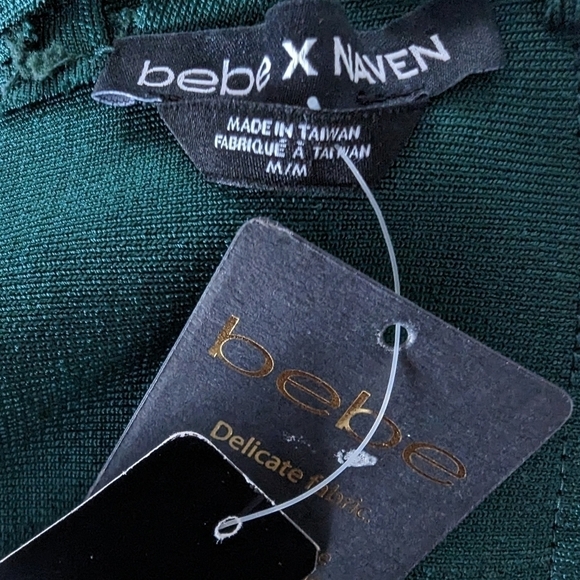 bebe X NAVEN
MADE IN TAIWAN
FABRIQUÉ À TAIWAN
M/M
bebe
Delicate fabric.